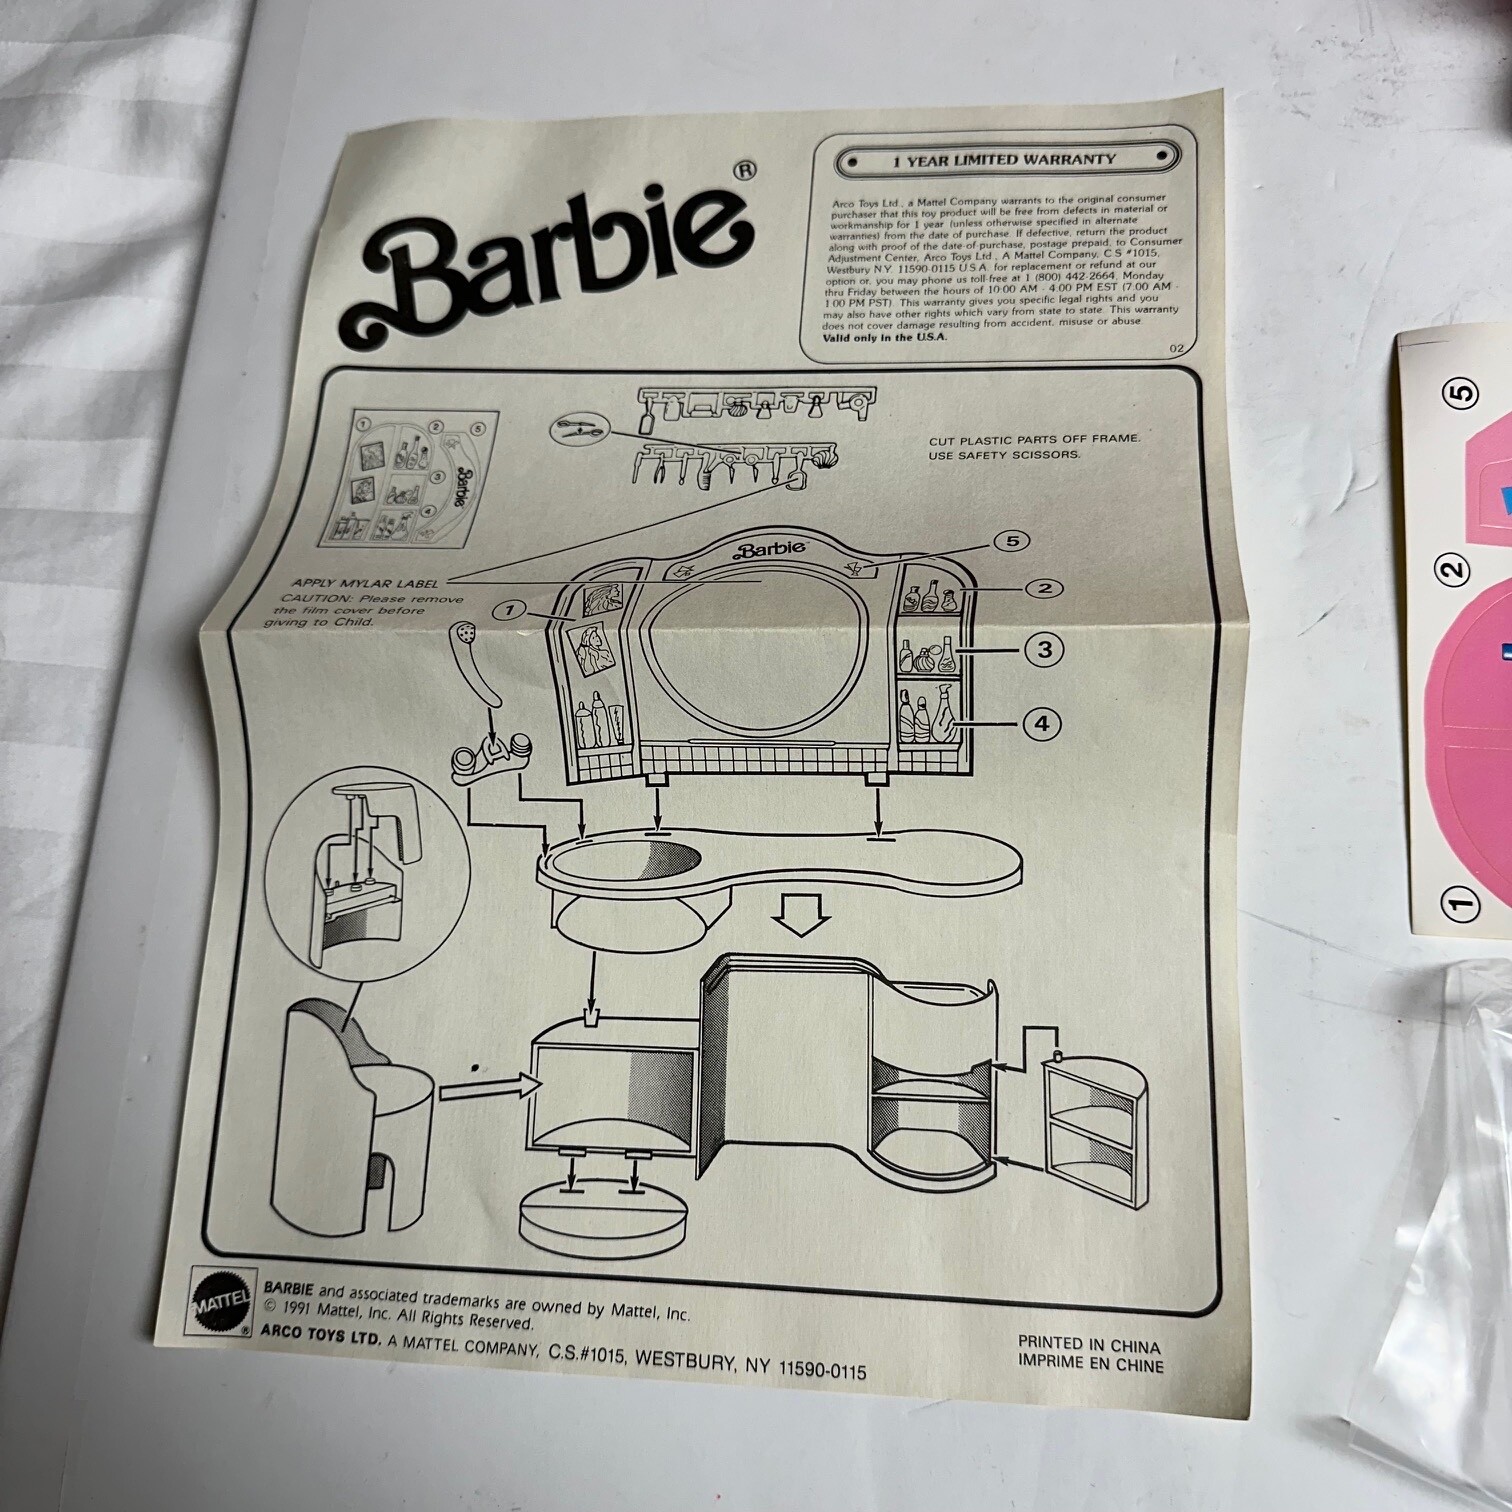 Barbie®
1 YEAR LIMITED WARRANTY
Arco Toys Ltd., a Mattel Company warrants to the original consumer
purchaser that this toy product will be free from defects in material or
workmanship for 1 year (unless otherwise specified in alternate
warranties) from the date of purchase. If defective, return the product
along with proof of the date of purchase, postage prepaid, to Consumer
Adjustment Center, Arco Toys Ltd., A Mattel Company, C.S #1015,
Westbury N.Y. 11590-0115 U.S.A. for replacement or refund at our
option or, you may phone us toll-free at 1 (800) 442-2664, Monday
thru Friday between the hours of 10:00 AM - 4:00 PM EST (7:00 AM -
1:00 PM PST). This warranty gives you specific legal rights and you
may also have other rights which vary from state to state. This warranty
does not cover damage resulting from accident, misuse or abuse.
Valid only in the U.S.A.
02
1
2
5
3
4
Barbie
CUT PLASTIC PARTS OFF FRAME.
USE SAFETY SCISSORS.
APPLY MYLAR LABEL
CAUTION: Please remove
the film cover before
giving to Child.
Barbie
5
1
2
3
4
MATTEL®
BARBIE and associated trademarks are owned by Mattel, Inc.
© 1991 Mattel, Inc. All Rights Reserved.
ARCO TOYS LTD. A MATTEL COMPANY, C.S.#1015, WESTBURY, NY 11590-0115
PRINTED IN CHINA
IMPRIME EN CHINE
5
2
1